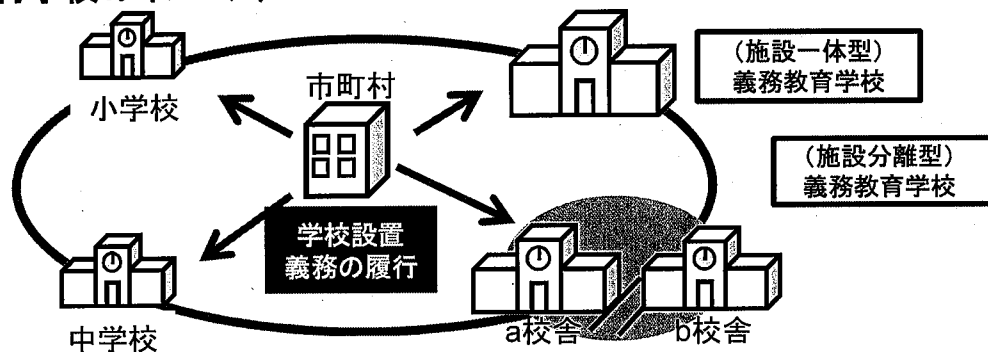 小学校
市町村
(施設一体型)
義務教育学校
(施設分離型)
義務教育学校
学校設置
義務の履行
中学校
a校舎
b校舎